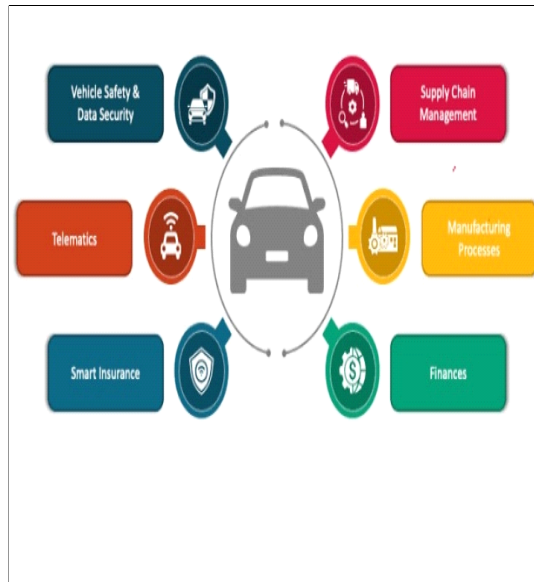 Vehicle Safety &
Data Security
Supply Chain
Management
Telematics
Manufacturing
Processes
Smart Insurance
Finances